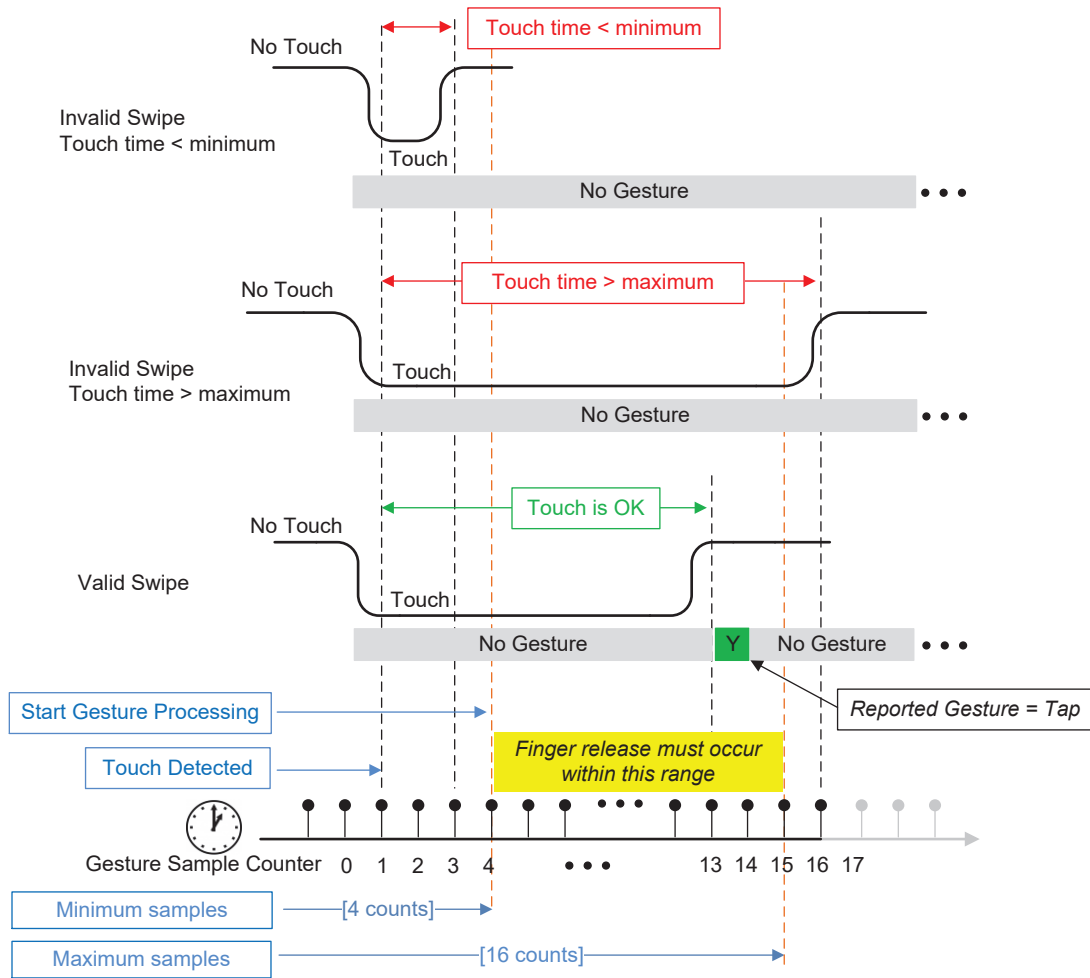 Touch time < minimum
No Touch
Invalid Swipe
Touch time < minimum
Touch
No Gesture
Touch time > maximum
No Touch
Invalid Swipe
Touch time > maximum
Touch
No Gesture
Touch is OK
No Touch
Valid Swipe
Touch
No Gesture
Y
No Gesture
Start Gesture Processing
Reported Gesture = Tap
Finger release must occur
within this range
Touch Detected
Gesture Sample Counter 0 1 2 3 4 13 14 15 16 17
Minimum samples
[4 counts]
Maximum samples
[16 counts]